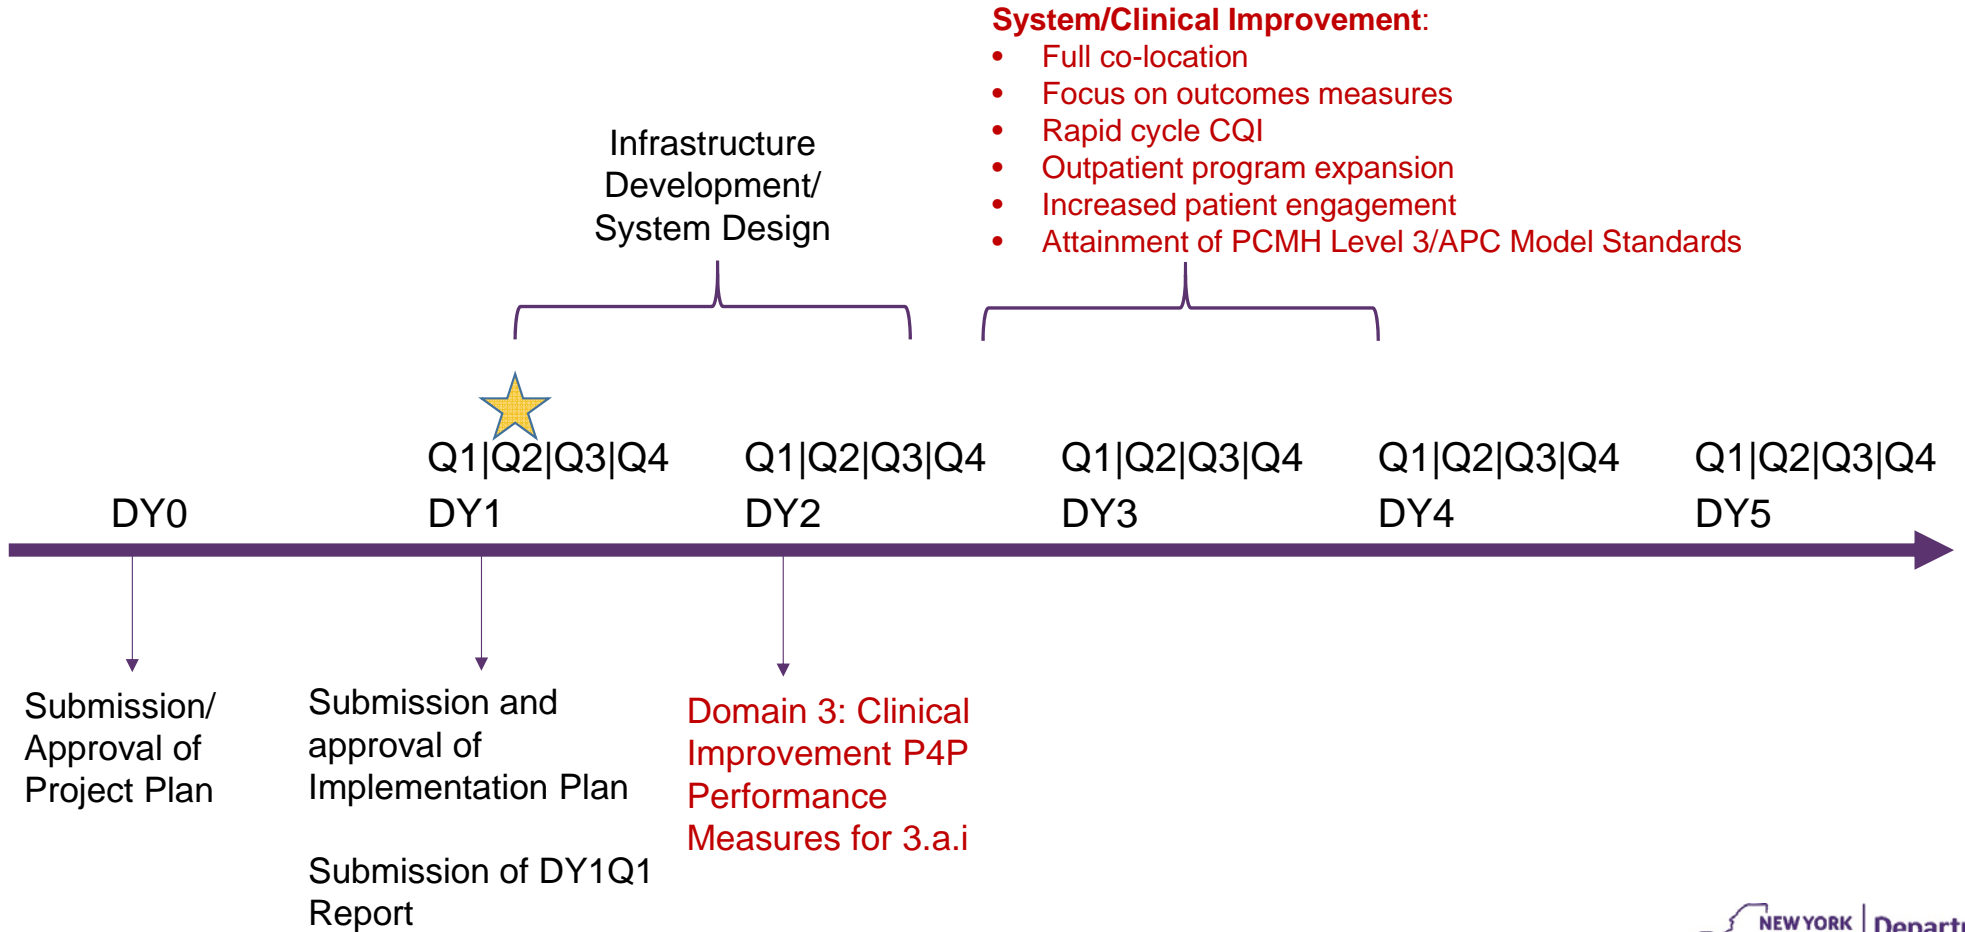 System/Clinical Improvement:
• Full co-location
• Focus on outcomes measures
• Rapid cycle CQI
• Outpatient program expansion
• Increased patient engagement
• Attainment of PCMH Level 3/APC Model Standards
Infrastructure
Development/
System Design
Q1|Q2|Q3|Q4 Q1|Q2|Q3|Q4 Q1|Q2|Q3|Q4 Q1|Q2|Q3|Q4 Q1|Q2|Q3|Q4
DY0 DY1 DY2 DY3 DY4 DY5
Submission/
Approval of
Project Plan
Submission and
approval of
Implementation Plan
Submission of DY1Q1
Report
Domain 3: Clinical
Improvement P4P
Performance
Measures for 3.a.i
NEW YORK